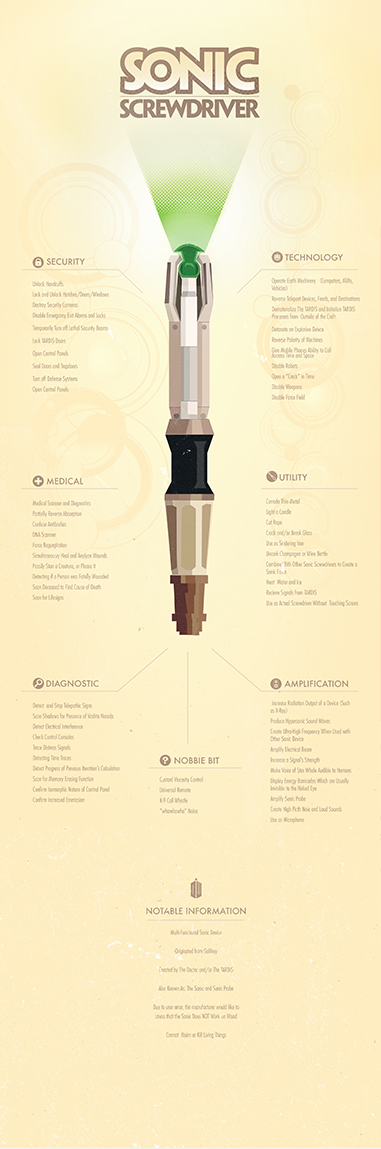 SONIC
SCREWDRIVER
SECURITY
Unlock Handcuffs
Lock and Unlock Hatches/Doors/Windows
Destroy Security Cameras
Disable Emergency Exit Alarms and Locks
Temporarily Turn off Lethal Security Beams
Lock TARDIS Doors
Open Control Panels
Seal Doors and Trapdoors
Turn off Defense Systems
Open Control Panels
TECHNOLOGY
Operate Earth Machinery (Computers, ATMs,
Vehicles)
Reverse Teleport Devices, Feeds, and Destinations
Dematerialize The TARDIS and Initialize TARDIS
Processes from Outside of the Craft
Detonate an Explosive Device
Reverse Polarity of Machines
Give Mobile Phones Ability to Call
Across Time and Space
Disable Robots
Open a "Crack" in Time
Disable Weapons
Disable Force Field
MEDICAL
Medical Scanner and Diagnostics
Partially Reverse Absorption
Confuse Antibodies
DNA Scanner
Force Regurgitation
Simultaneously Heal and Analyze Wounds
Pacify Stun a Creature, or Please It
Detecting if a Person was Fatally Wounded
Scan Deceased to Find Cause of Death
Scan for Lifesigns
UTILITY
Corrode Thin Metal
Light a Candle
Cut Rope
Crack and/or Break Glass
Use as Soldering Iron
Uncork Champagne or Wine Bottle
Combine With Other Sonic Screwdrivers to Create a
Sonic
Heat Water and Ice
Receive Signals From TARDIS
Use as Actual Screwdriver Without Touching Screws
DIAGNOSTIC
Detect and Stop Telepathic Signs
Scan Shadows for Presence of Vashta Nerada
Detect Electrical Interference
Check Control Consoles
Trace Distress Signals
Detecting Time Traces
Detect Progress of Previous Iteration's Calculation
Scan for Memory Erasing Function
Confirm Isomorphic Nature of Control Panel
Confirm Increased Emersion
AMPLIFICATION
Increase Radiation Output of a Device (Such
as X-Ray)
Produce Hypersonic Sound Waves
Create Ultra-high Frequency When Used with
Other Sonic Device
Amplify Electrical Beam
Increase a Signal's Strength
Make Voice of Star Whale Audible to Humans
Display Energy Barricades Which are Usually
Invisible to the Naked Eye
Amplify Sonic Probe
Create High Pitch Noise and Loud Sounds
Use as Microphone
NOBBIE BIT
Custard Viscosity Control
Universal Remote
K-9 Call Whistle
Noise
NOTABLE INFORMATION
Multi-Functional Sonic Device
Originated from Gallifrey
Created by The Doctor and/or The TARDIS
Also Known As: The Sonic and Sonic Probe
Due to user error, the manufacturer would like to
stress that the Sonic Does NOT Work on Wood
Cannot Maim or Kill Living Things